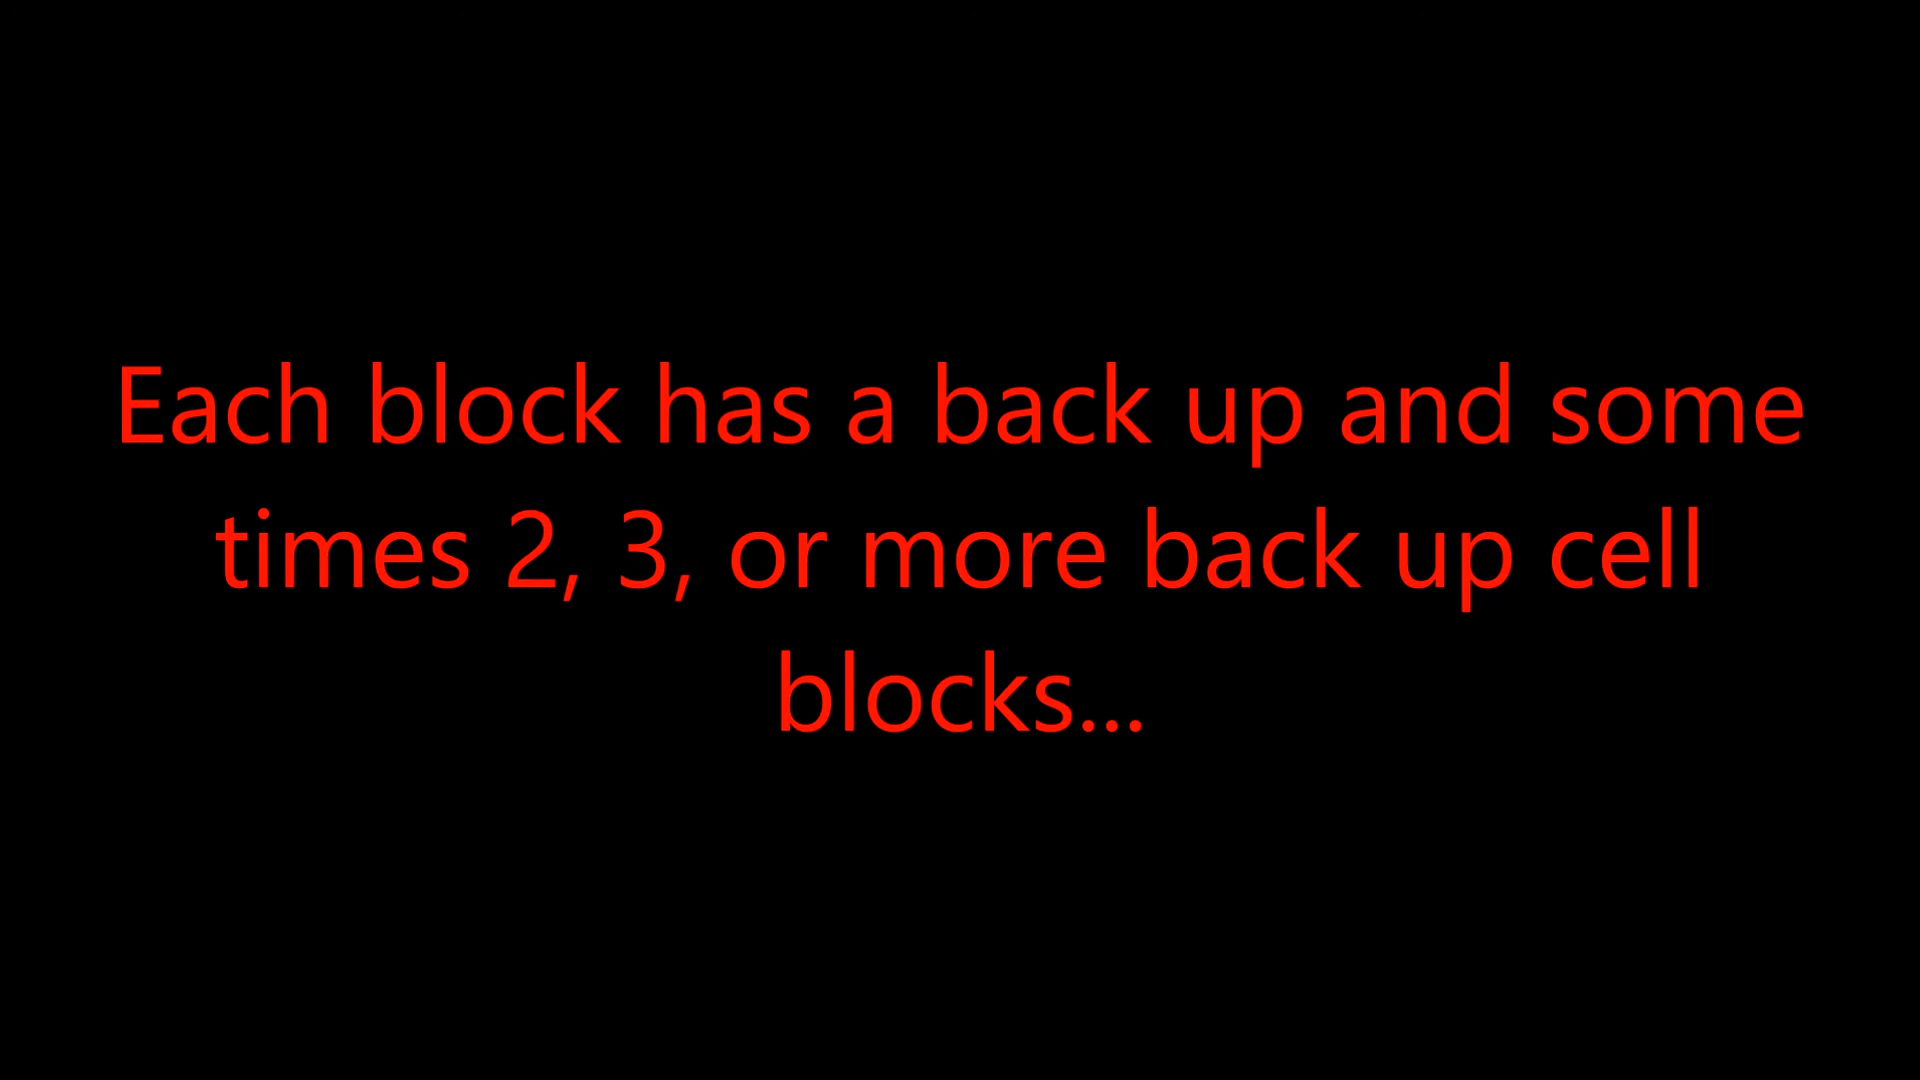 Each block has a back up and some
times 2, 3, or more back up cell
blocks...